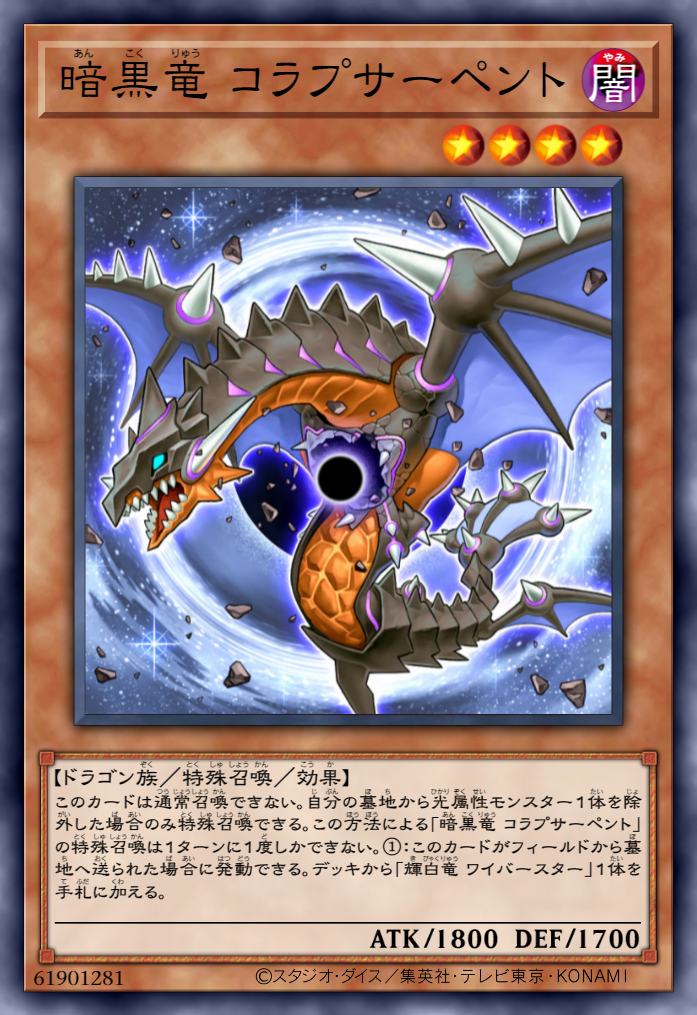 暗黒竜 コラプサーペント
闇
【ドラゴン族／特殊召喚／効果】
このカードは通常召喚できない。自分の墓地から光属性モンスター1体を除
外した場合のみ特殊召喚できる。この方法による「暗黒竜 コラプサーペント」
の特殊召喚は1ターンに1度しかできない。①：このカードがフィールドから墓
地へ送られた場合に発動できる。デッキから「輝白竜 ワイバースター」1体を
手札に加える。
ATK/1800 DEF/1700
61901281 ©スタジオ・ダイス／集英社・テレビ東京・KONAMI